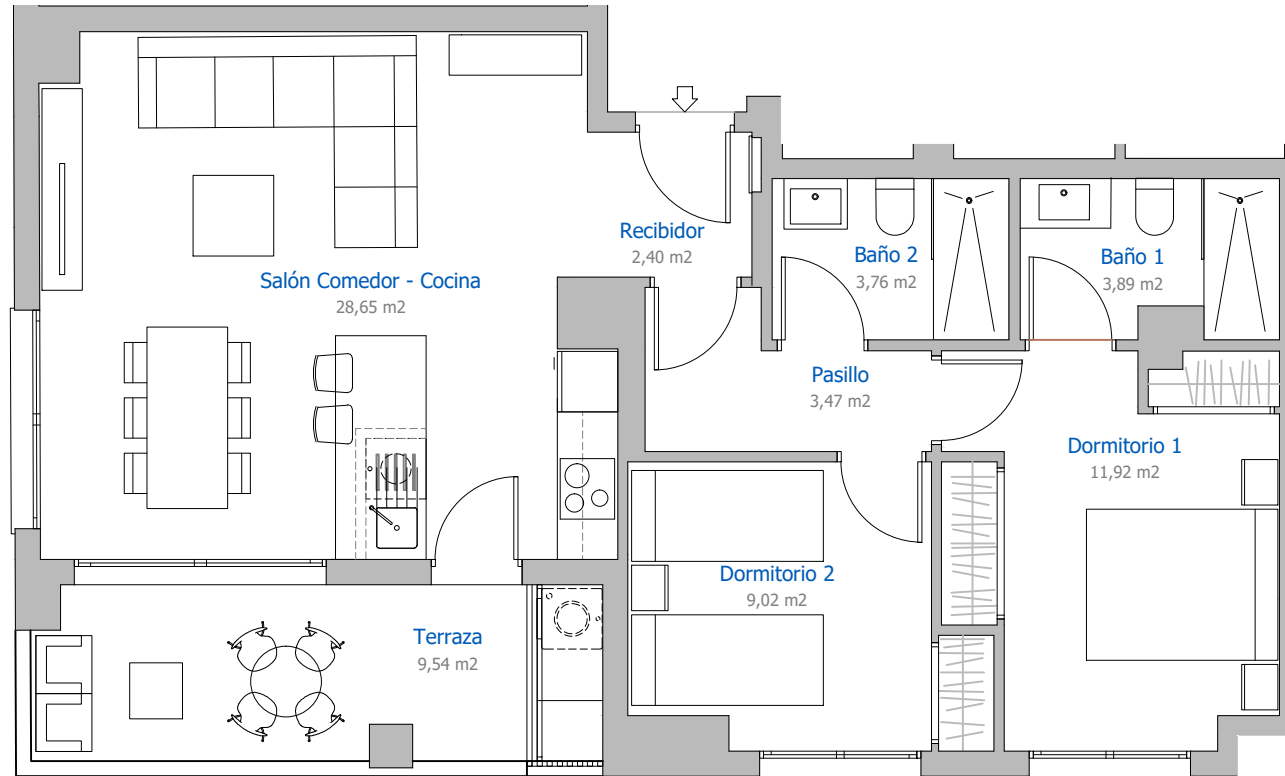 Recibidor
2,40 m2
Salón Comedor - Cocina
28,65 m2
Baño 2
3,76 m2
Baño 1
3,89 m2
Pasillo
3,47 m2
Dormitorio 1
11,92 m2
Dormitorio 2
9,02 m2
Terraza
9,54 m2